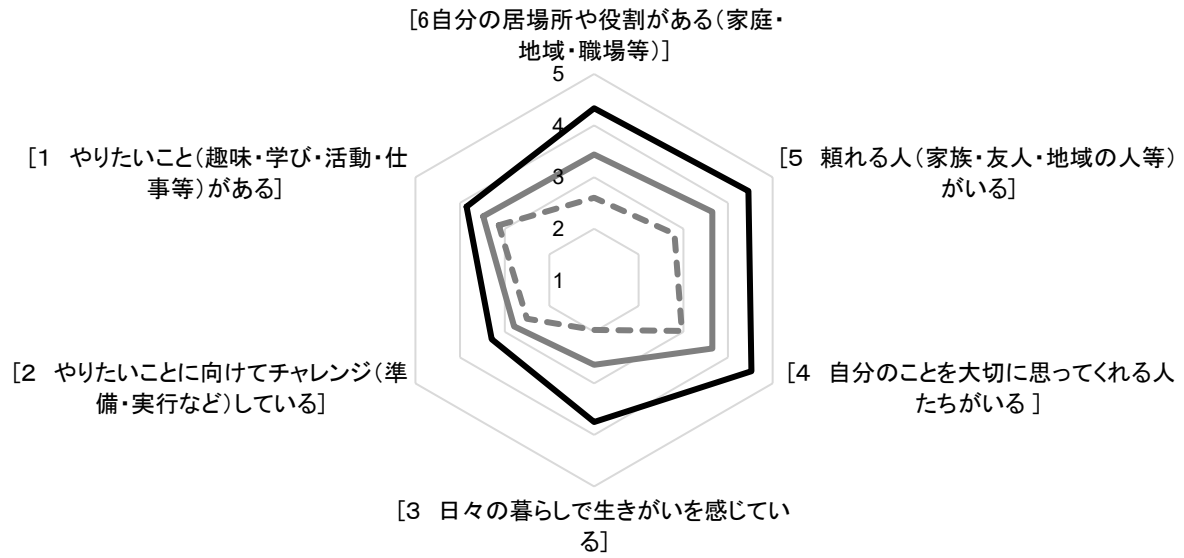 [6自分の居場所や役割がある(家庭・
地域・職場等)]
5
4
3
2
1
[1 やりたいこと(趣味・学び・活動・仕
事等)がある]
[5 頼れる人(家族・友人・地域の人等)
がいる]
[2 やりたいことに向けてチャレンジ(準
備・実行など)している]
[4 自分のことを大切に思ってくれる人
たちがいる ]
[3 日々の暮らしで生きがいを感じてい
る]